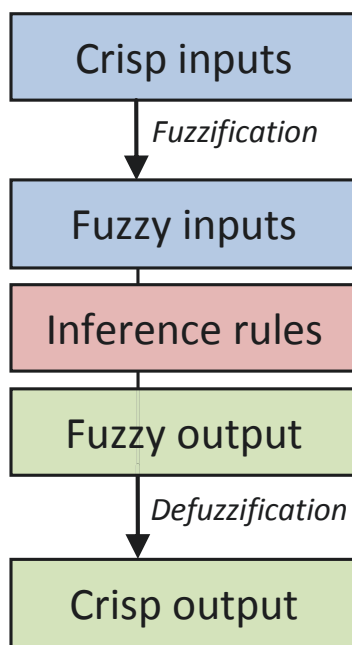 Crisp inputs
Fuzzification
Fuzzy inputs
Inference rules
Fuzzy output
Defuzzification
Crisp output